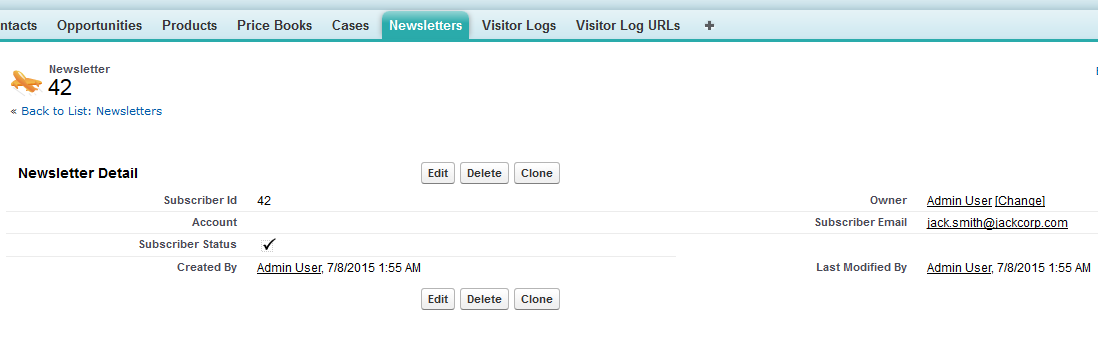 ntacts Opportunities Products Price Books Cases Newsletters Visitor Logs Visitor Log URLs +
Newsletter
42
« Back to List: Newsletters
Newsletter Detail Edit Delete Clone
Subscriber Id 42 Owner Admin User [Change]
Account Subscriber Email jack.smith@jackcorp.com
Subscriber Status ✓
Created By Admin User, 7/8/2015 1:55 AM Last Modified By Admin User, 7/8/2015 1:55 AM
Edit Delete Clone